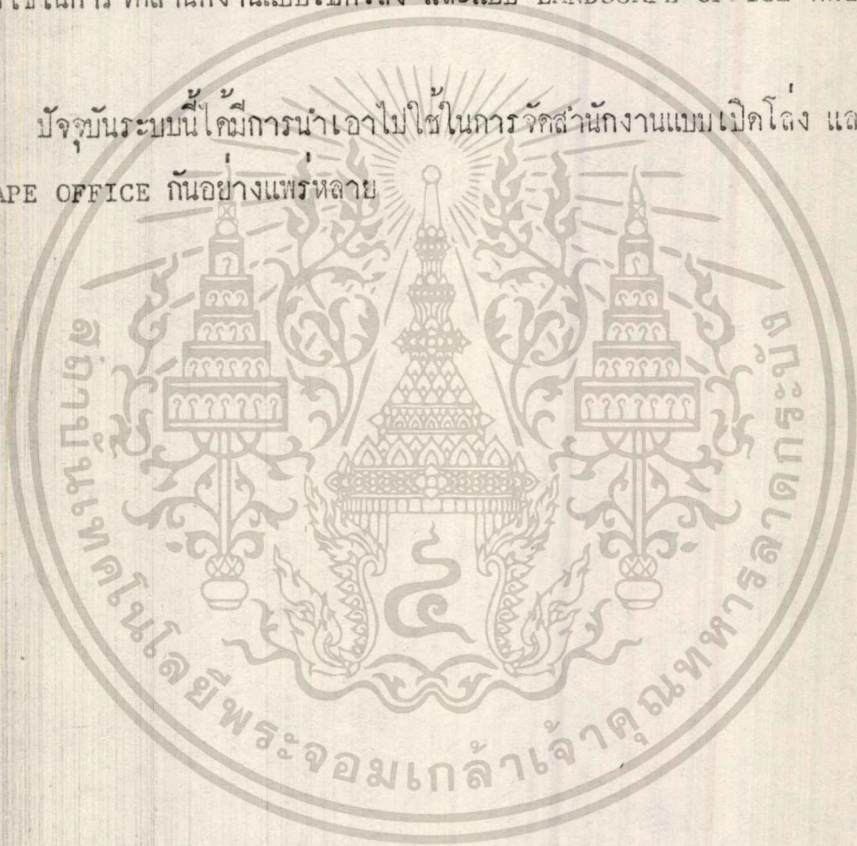 ปัจจุบันระบบนี้ได้มีการนำเอาไปใช้ในการจัดสำนักงานแบบเปิดโล่ง แล
APE OFFICE กันอย่างแพร่หลาย
สถาบันเทคโนโลยีพระจอมเกล้าเจ้าคุณทหารลาดกระบัง
๔